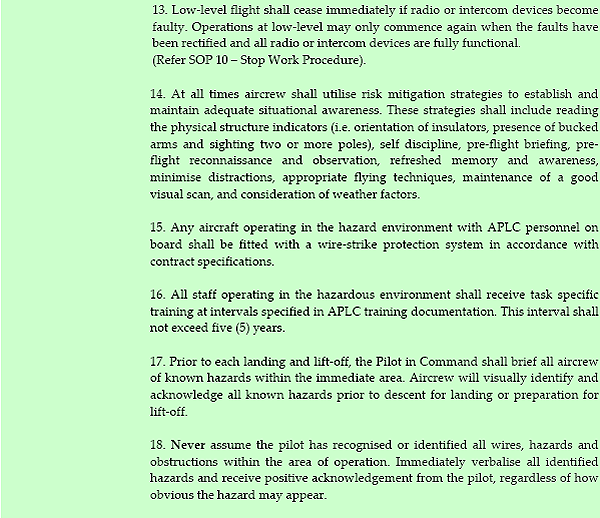 13. Low-level flight shall cease immediately if radio or intercom devices become
faulty. Operations at low-level may only commence again when the faults have
been rectified and all radio or intercom devices are fully functional.
(Refer SOP 10 – Stop Work Procedure).
14. At all times aircrew shall utilise risk mitigation strategies to establish and
maintain adequate situational awareness. These strategies shall include reading
the physical structure indicators (i.e. orientation of insulators, presence of bucked
arms and sighting two or more poles), self discipline, pre-flight briefing, pre-
flight reconnaissance and observation, refreshed memory and awareness,
minimise distractions, appropriate flying techniques, maintenance of a good
visual scan, and consideration of weather factors.
15. Any aircraft operating in the hazard environment with APLC personnel on
board shall be fitted with a wire-strike protection system in accordance with
contract specifications.
16. All staff operating in the hazardous environment shall receive task specific
training at intervals specified in APLC training documentation. This interval shall
not exceed five (5) years.
17. Prior to each landing and lift-off, the Pilot in Command shall brief all aircrew
of known hazards within the immediate area. Aircrew will visually identify and
acknowledge all known hazards prior to descent for landing or preparation for
lift-off.
18. Never assume the pilot has recognised or identified all wires, hazards and
obstructions within the area of operation. Immediately verbalise all identified
hazards and receive positive acknowledgement from the pilot, regardless of how
obvious the hazard may appear.